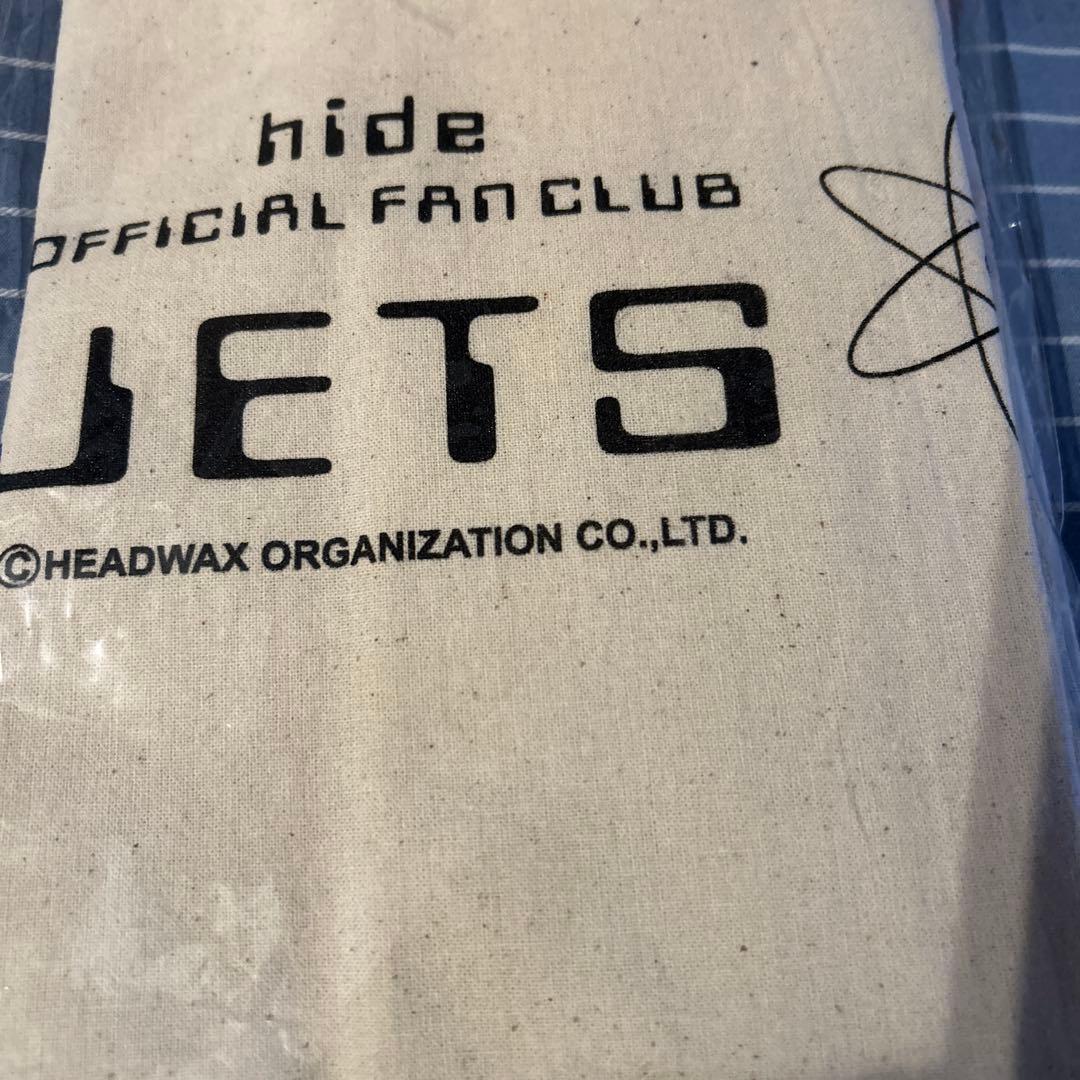 hide
OFFICIAL FAN CLUB
JETS
©HEADWAX ORGANIZATION CO.,LTD.